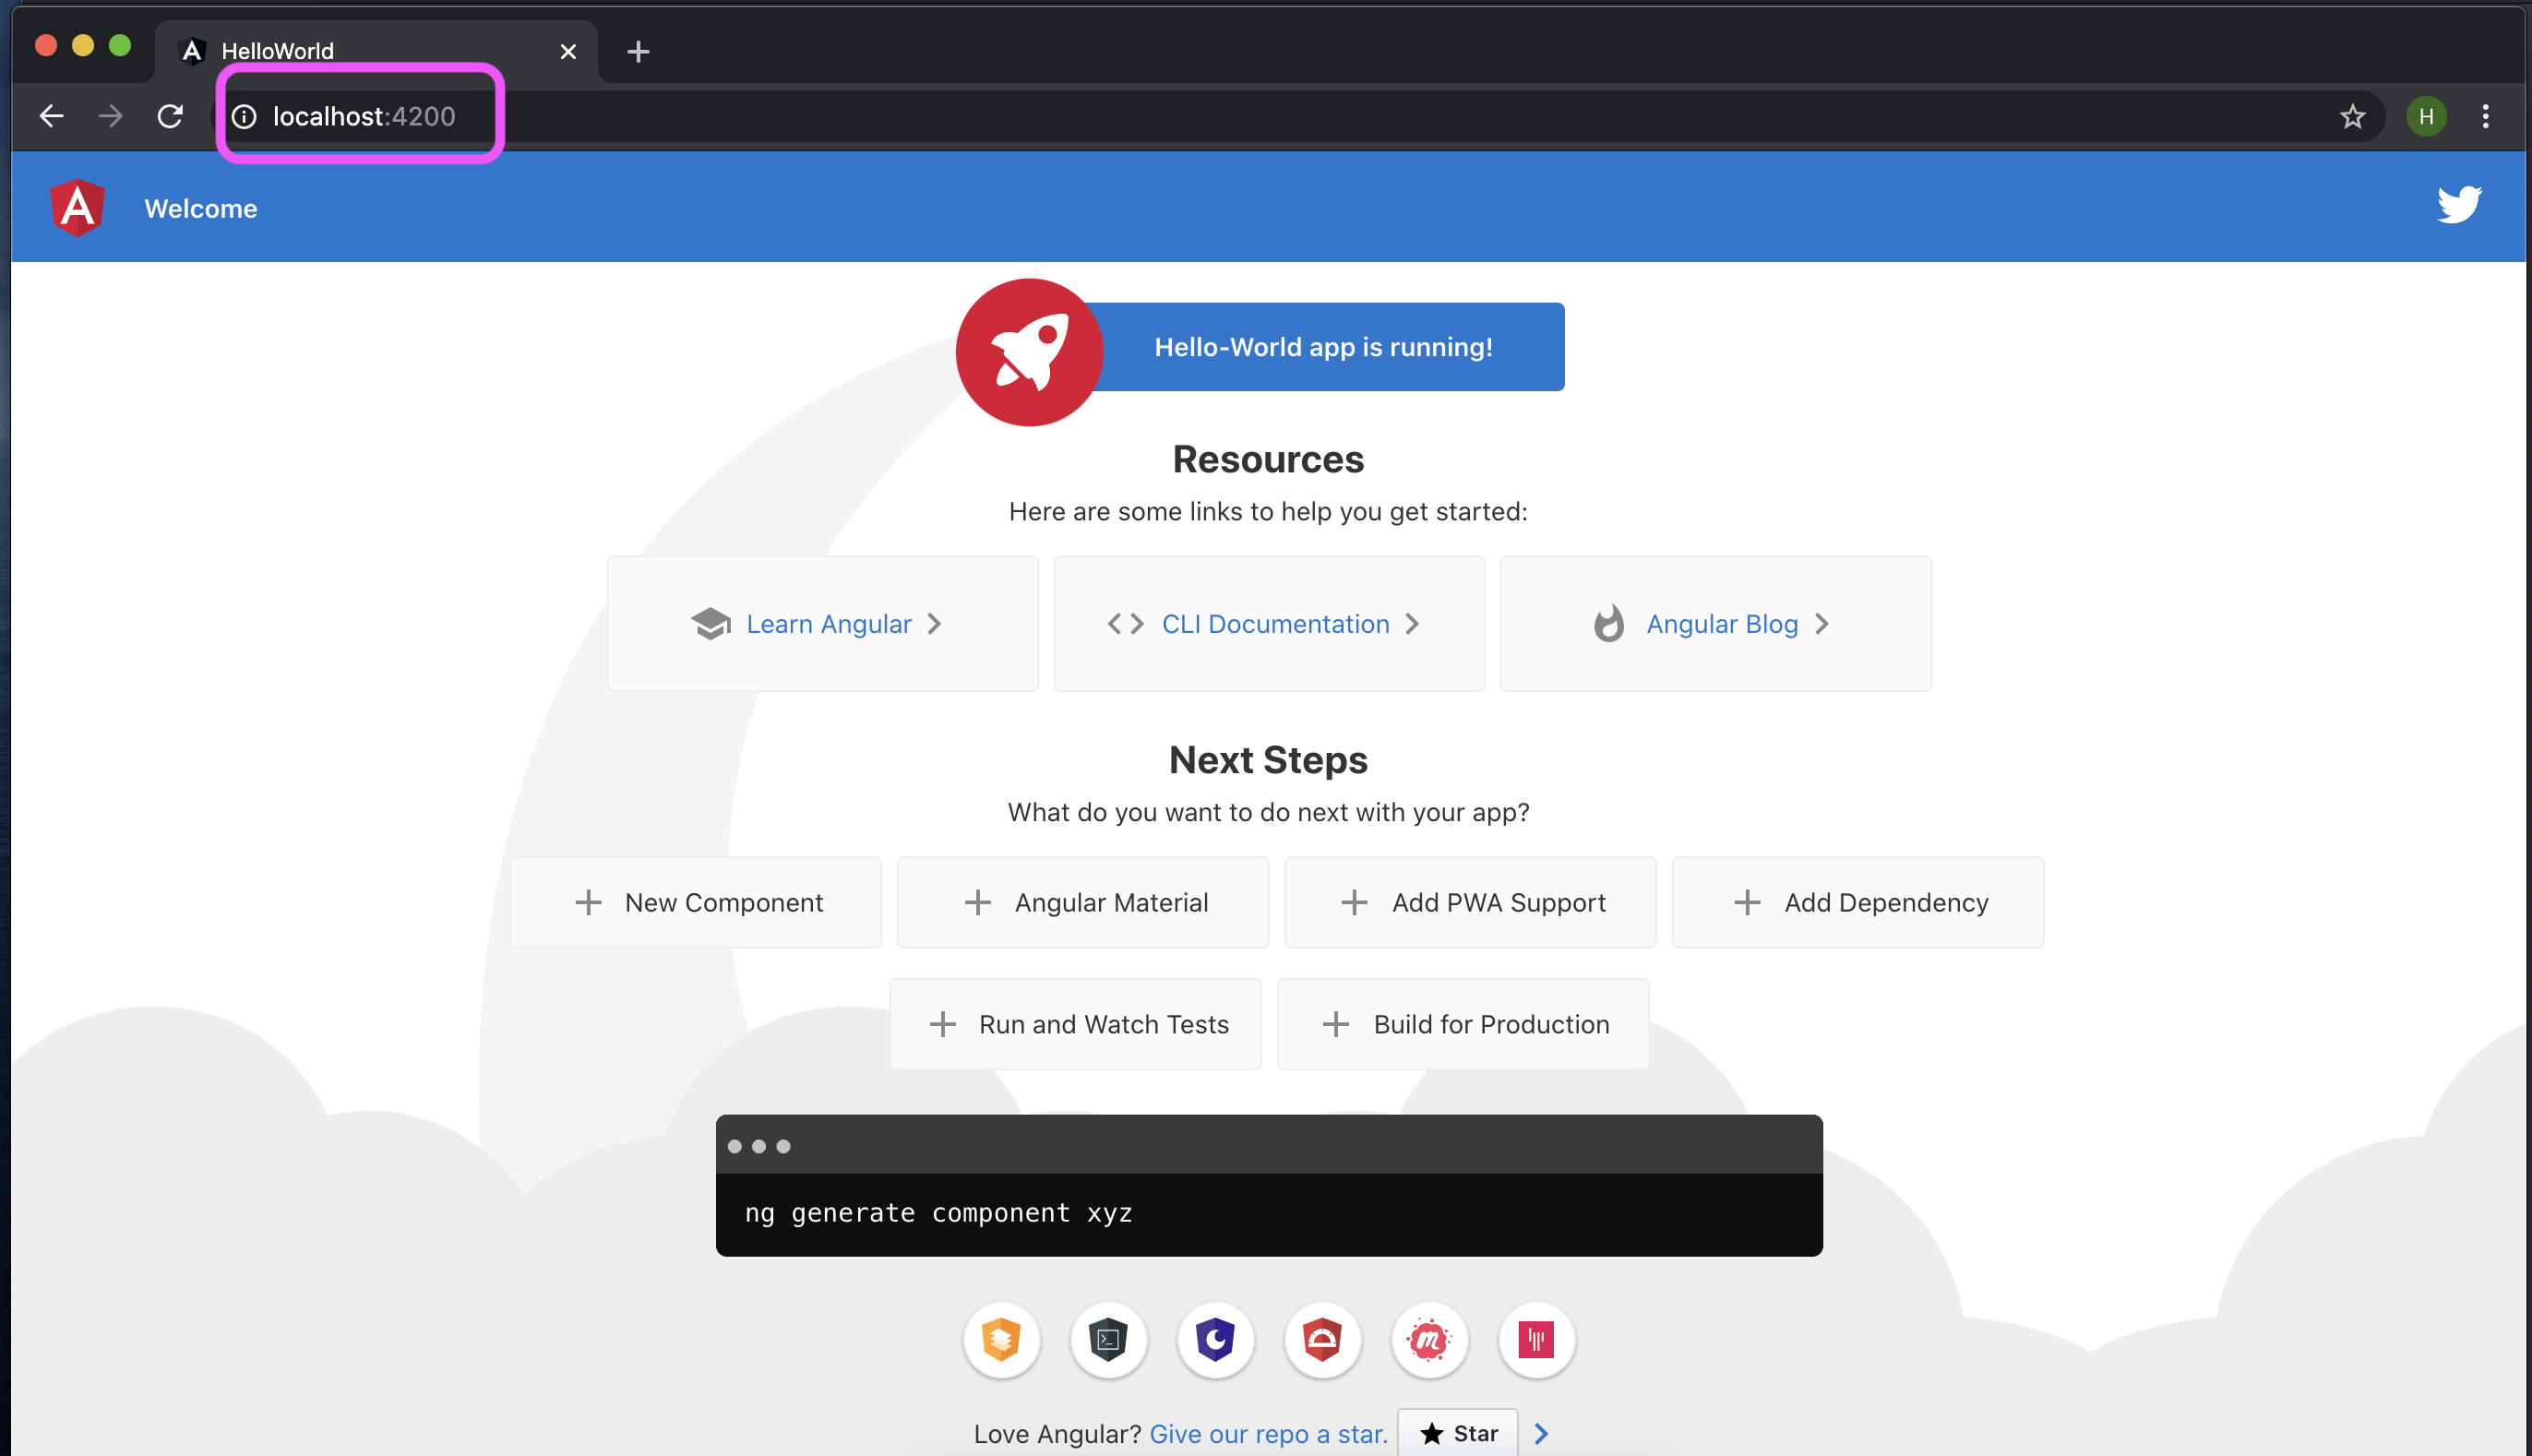 HelloWorld
localhost:4200
H
Welcome
Hello-World app is running!
Resources
Here are some links to help you get started:
Learn Angular
CLI Documentation
Angular Blog
Next Steps
What do you want to do next with your app?
New Component
Angular Material
Add PWA Support
Add Dependency
Run and Watch Tests
Build for Production
ng generate component xyz
Love Angular? Give our repo a star. Star